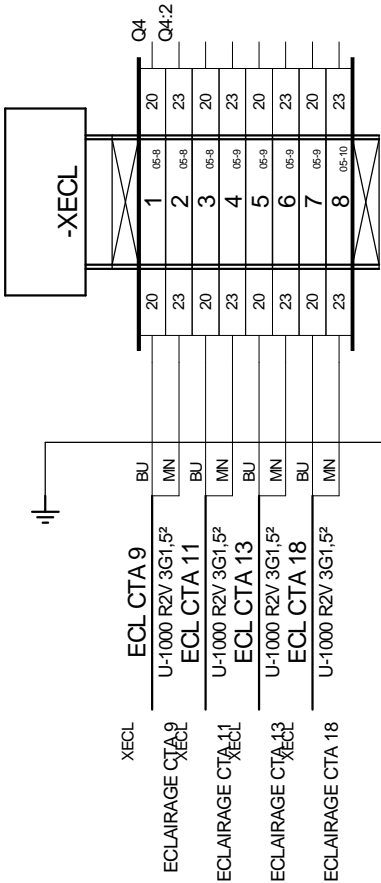 Q4
Q4:2
-XECL
20 1 05-8 20
23 2 05-8 23
20 3 05-8 20
23 4 05-9 23
20 5 05-9 20
23 6 05-9 23
20 7 05-9 20
23 8 05-10 23
BU
MN
BU
MN
BU
MN
BU
MN
ECL CTA 9
U-1000 R2V 3G1,5²
ECL CTA 11
U-1000 R2V 3G1,5²
ECL CTA 13
U-1000 R2V 3G1,5²
ECL CTA 18
U-1000 R2V 3G1,5²
XECL
ECLAIRAGE CTA 9
XECL
ECLAIRAGE CTA 11
XECL
ECLAIRAGE CTA 13
XECL
ECLAIRAGE CTA 18